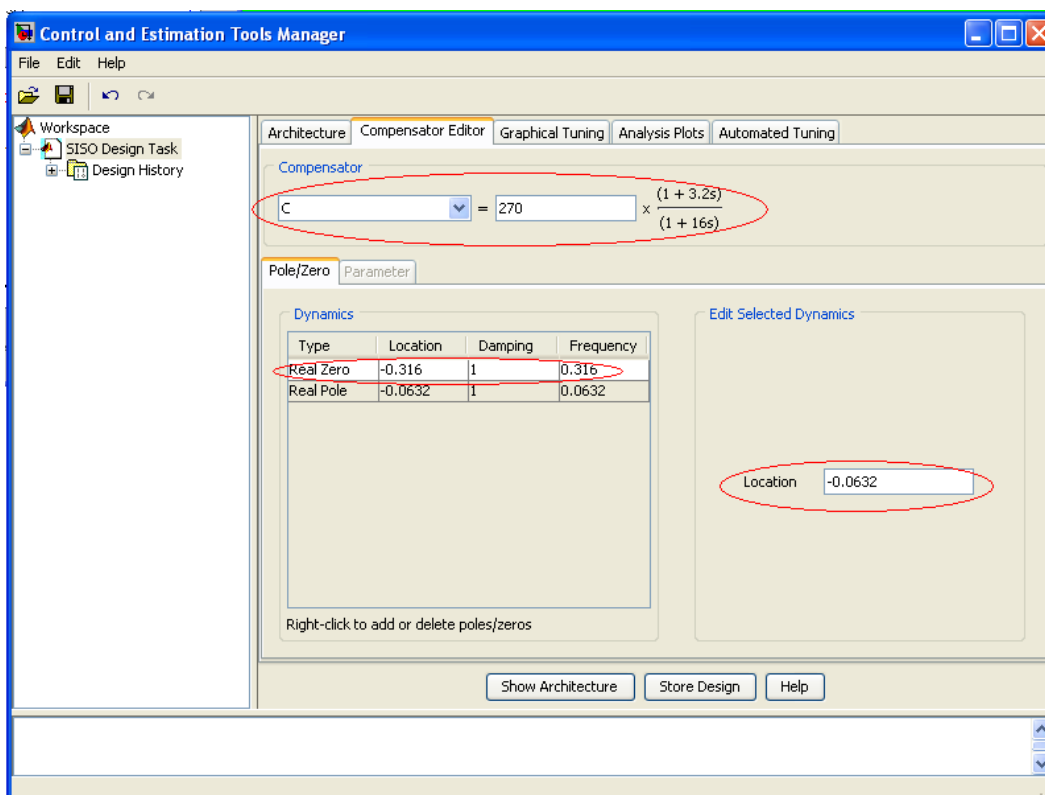 Control and Estimation Tools Manager
File Edit Help
Workspace
SISO Design Task
Design History
Architecture Compensator Editor Graphical Tuning Analysis Plots Automated Tuning
Compensator
C = 270 x (1 + 3.2s)
(1 + 16s)
Pole/Zero Parameter
Dynamics
Type Location Damping Frequency
Real Zero -0.316 1 0.316
Real Pole -0.0632 1 0.0632
Right-click to add or delete poles/zeros
Edit Selected Dynamics
Location -0.0632
Show Architecture Store Design Help